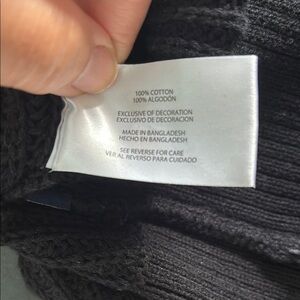 100% COTTON
100% ALGODÓN
EXCLUSIVE OF DECORATION
EXCLUSIVO DE DECORACION
MADE IN BANGLADESH
HECHO EN BANGLADESH
SEE REVERSE FOR CARE
VER AL REVERSO PARA CUIDADO